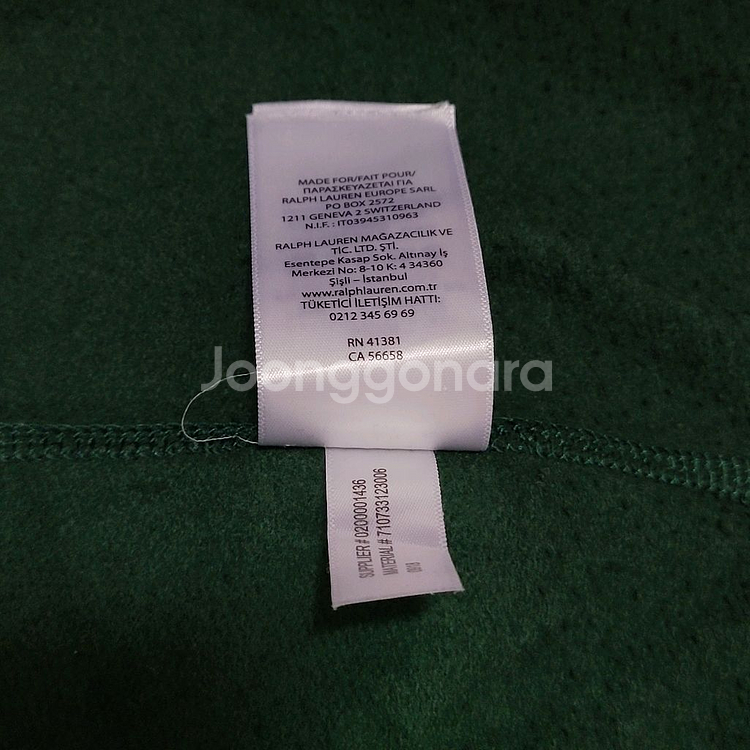 MADE FOR/FAIT POUR/
ΠΑΡΑΣΚΕΥΑΖΕΤΑΙ ΓΙΑ
RALPH LAUREN EUROPE SARL
PO BOX 2572
1211 GENEVA 2 SWITZERLAND
N.I.F. : IT03945310963
RALPH LAUREN MAĞAZACILIK VE
TİC. LTD. ŞTİ.
Esentepe Kasap Sok. Altınay İş
Merkezi No: 8-10 K: 4 34360
Şişli – İstanbul
www.ralphlauren.com.tr
TÜKETİCİ İLETİŞİM HATTI:
0212 345 69 69
RN 41381
CA 56658
Joonggonara
SUPPLIER # 0200001436
MATERIAL # 710733123006